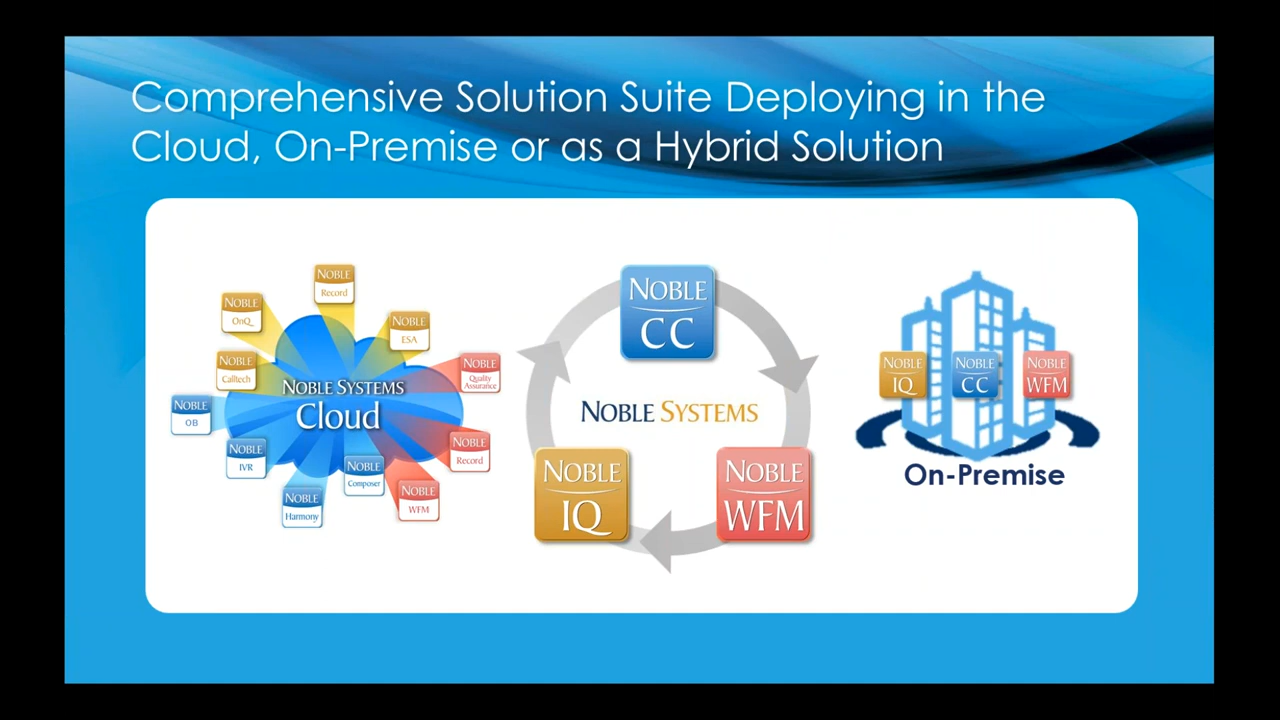 Comprehensive Solution Suite Deploying in the
Cloud, On-Premise or as a Hybrid Solution
NOBLE
Record
NOBLE
OnQ
NOBLE
ESA
NOBLE
Calltech
NOBLE
Quality
Assurance
NOBLE
OB
NOBLE SYSTEMS
Cloud
NOBLE
IVR
NOBLE
Composer
NOBLE
Record
NOBLE
Harmony
NOBLE
WFM
NOBLE
CC
NOBLE SYSTEMS
NOBLE
IQ
NOBLE
WFM
NOBLE
IQ
NOBLE
CC
NOBLE
WFM
On-Premise